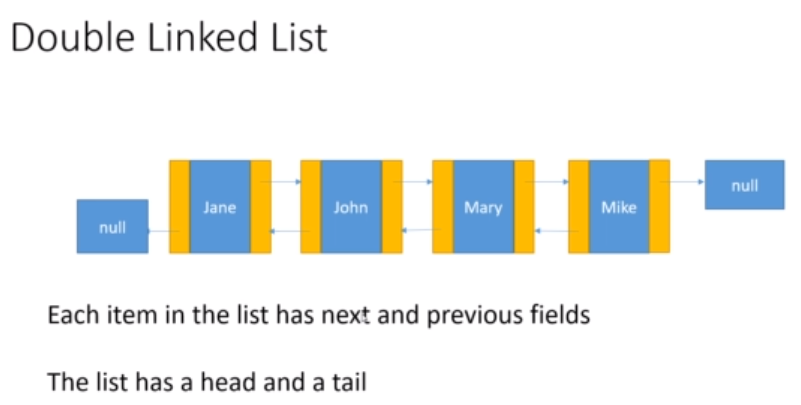 Double Linked List
null
Jane
John
Mary
Mike
null
Each item in the list has next and previous fields
The list has a head and a tail